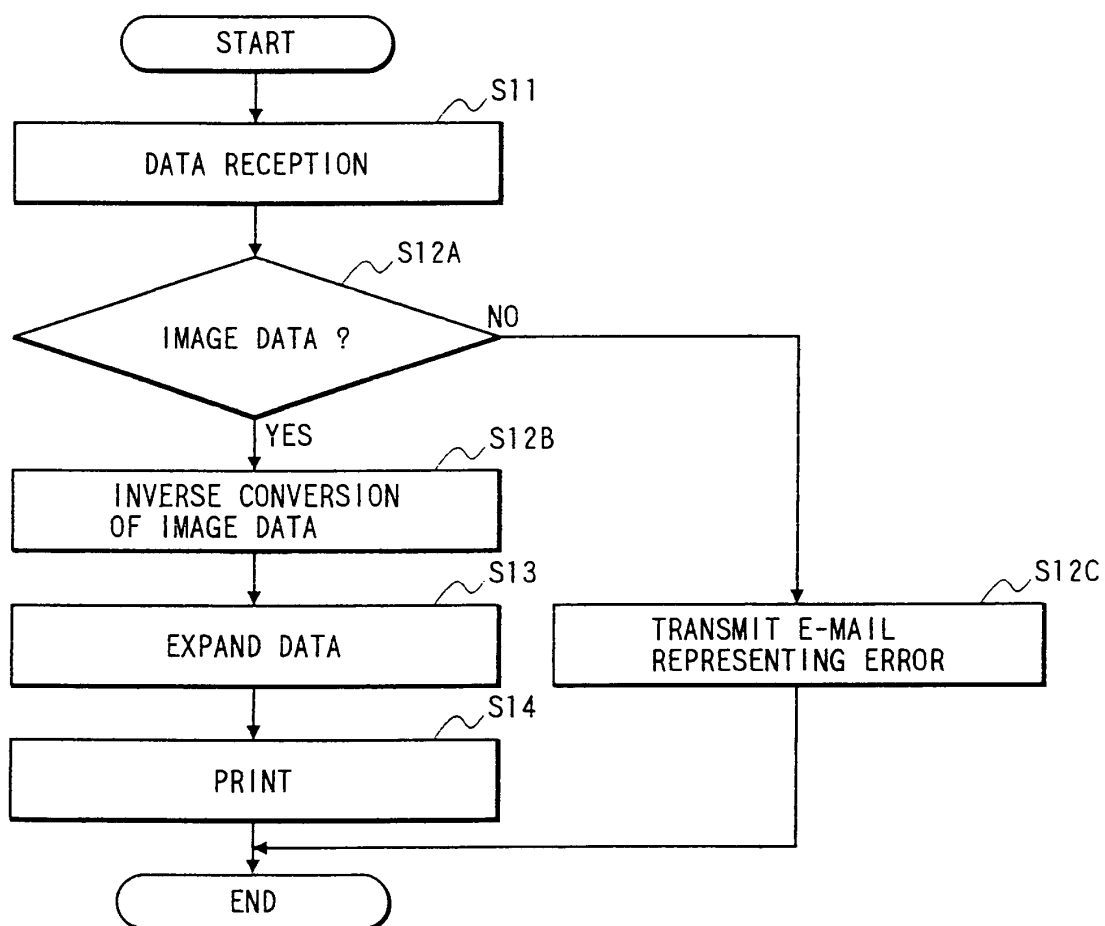 START
S11
DATA RECEPTION
S12A
IMAGE DATA ?
NO
YES
S12B
INVERSE CONVERSION
OF IMAGE DATA
S13
EXPAND DATA
S12C
TRANSMIT E-MAIL
REPRESENTING ERROR
S14
PRINT
END